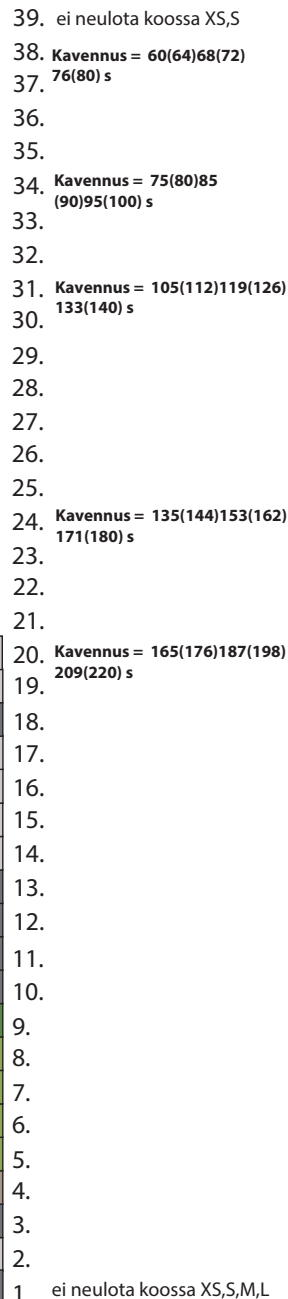 39. ei neulota koossa XS,S
38. Kavennus = 60(64)68(72)
37. 76(80) s
36.
35.
34. Kavennus = 75(80)85
(90)95(100) s
33.
32.
31. Kavennus = 105(112)119(126)
30. 133(140) s
29.
28.
27.
26.
25.
24. Kavennus = 135(144)153(162)
171(180) s
23.
22.
21.
20. Kavennus = 165(176)187(198)
19. 209(220) s
18.
17.
16.
15.
14.
13.
12.
11.
10.
9.
8.
7.
6.
5.
4.
3.
2.
1 ei neulota koossa XS,S,M,L